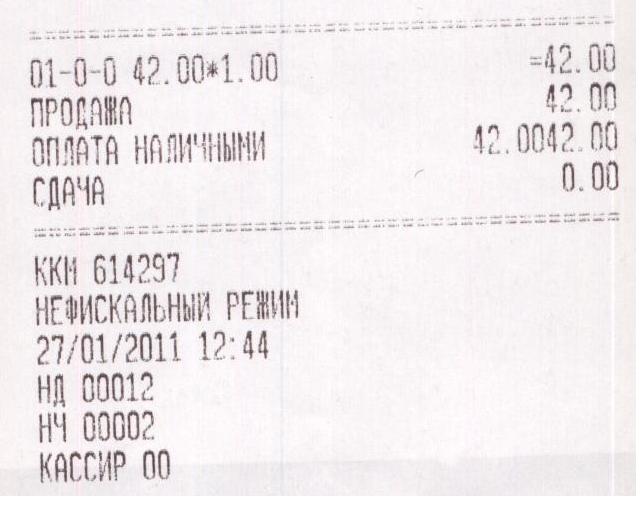 01-0-0 42.00*1.00 =42.00
ПРОДАЖА 42.00
ОПЛАТА НАЛИЧНЫМИ 42.0042.00
СДАЧА 0.00
ККМ 614297
НЕФИСКАЛЬНЫЙ РЕЖИМ
27/01/2011 12:44
НД 00012
НЧ 00002
КАССИР 00